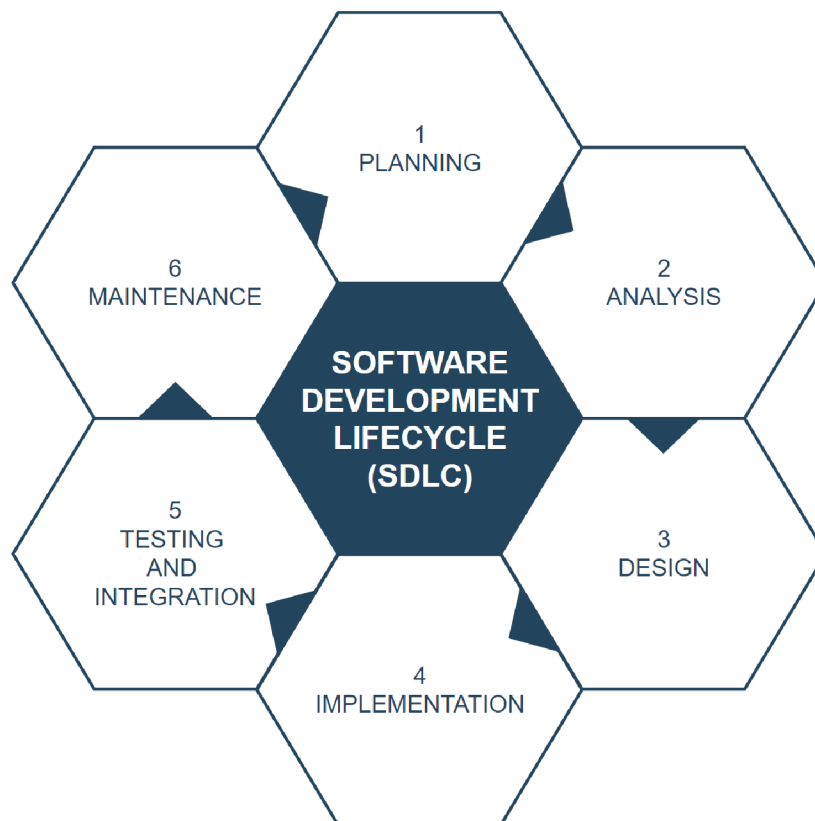 1
PLANNING
2
ANALYSIS
3
DESIGN
4
IMPLEMENTATION
5
TESTING
AND
INTEGRATION
6
MAINTENANCE
SOFTWARE
DEVELOPMENT
LIFECYCLE
(SDLC)